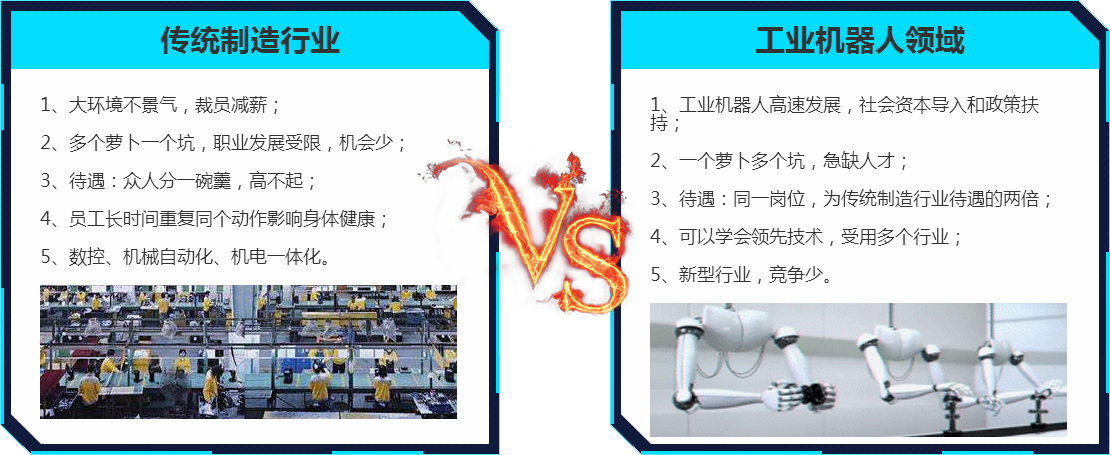 传统制造行业
1、大环境不景气，裁员减薪；
2、多个萝卜一个坑，职业发展受限，机会少；
3、待遇：众人分一碗羹，高不起；
4、员工长时间重复同个动作影响身体健康；
5、数控、机械自动化、机电一体化。
VS
工业机器人领域
1、工业机器人高速发展，社会资本导入和政策扶
持；
2、一个萝卜多个坑，急缺人才；
3、待遇：同一岗位，为传统制造行业待遇的两倍；
4、可以学会领先技术，受用多个行业；
5、新型行业，竞争少。